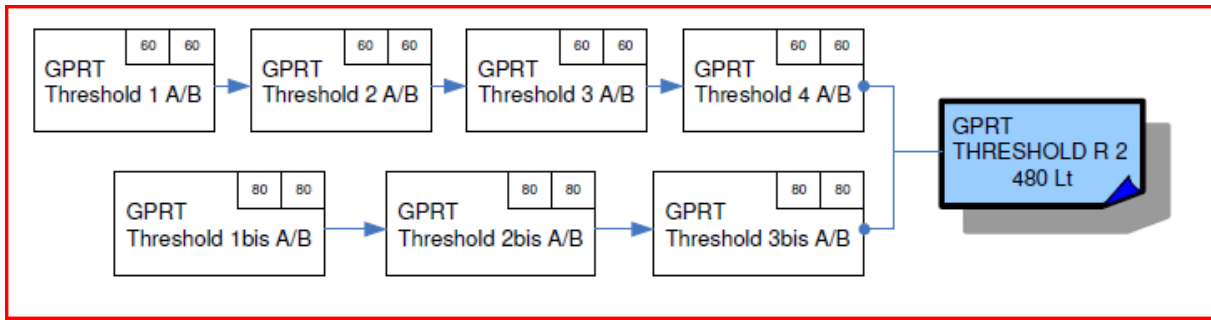 60 60
GPRT
Threshold 1 A/B
60 60
GPRT
Threshold 2 A/B
60 60
GPRT
Threshold 3 A/B
60 60
GPRT
Threshold 4 A/B
GPRT
THRESHOLD R 2
480 Lt
80 80
GPRT
Threshold 1bis A/B
80 80
GPRT
Threshold 2bis A/B
80 80
GPRT
Threshold 3bis A/B